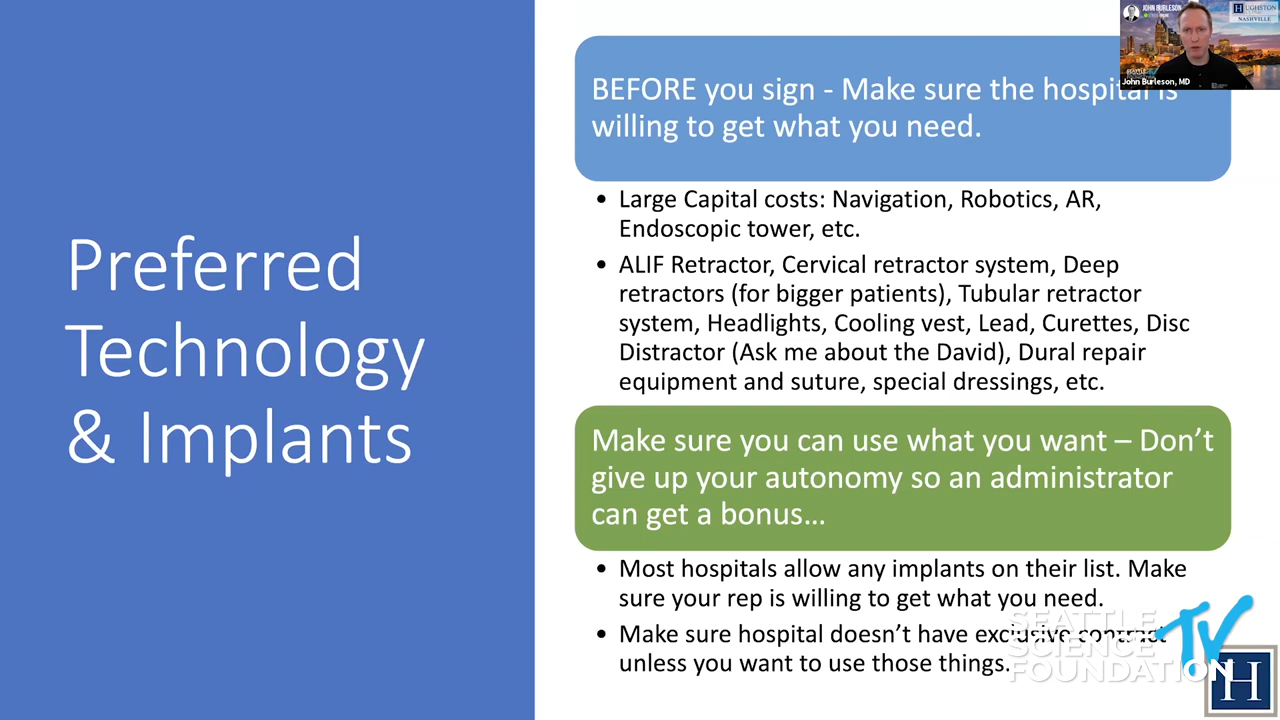 Preferred
Technology
& Implants
BEFORE you sign - Make sure the hospital is
willing to get what you need.
• Large Capital costs: Navigation, Robotics, AR,
Endoscopic tower, etc.
• ALIF Retractor, Cervical retractor system, Deep
retractors (for bigger patients), Tubular retractor
system, Headlights, Cooling vest, Lead, Curettes, Disc
Distractor (Ask me about the David), Dural repair
equipment and suture, special dressings, etc.
Make sure you can use what you want – Don’t
give up your autonomy so an administrator
can get a bonus…
• Most hospitals allow any implants on their list. Make
sure your rep is willing to get what you need.
• Make sure hospital doesn’t have exclusive contract
unless you want to use those things.
JOHN BURLESON
HUGHSTON
NASHVILLE
John Burleson, MD
SEATTLE
SCIENCE
FOUNDATION
TV
H